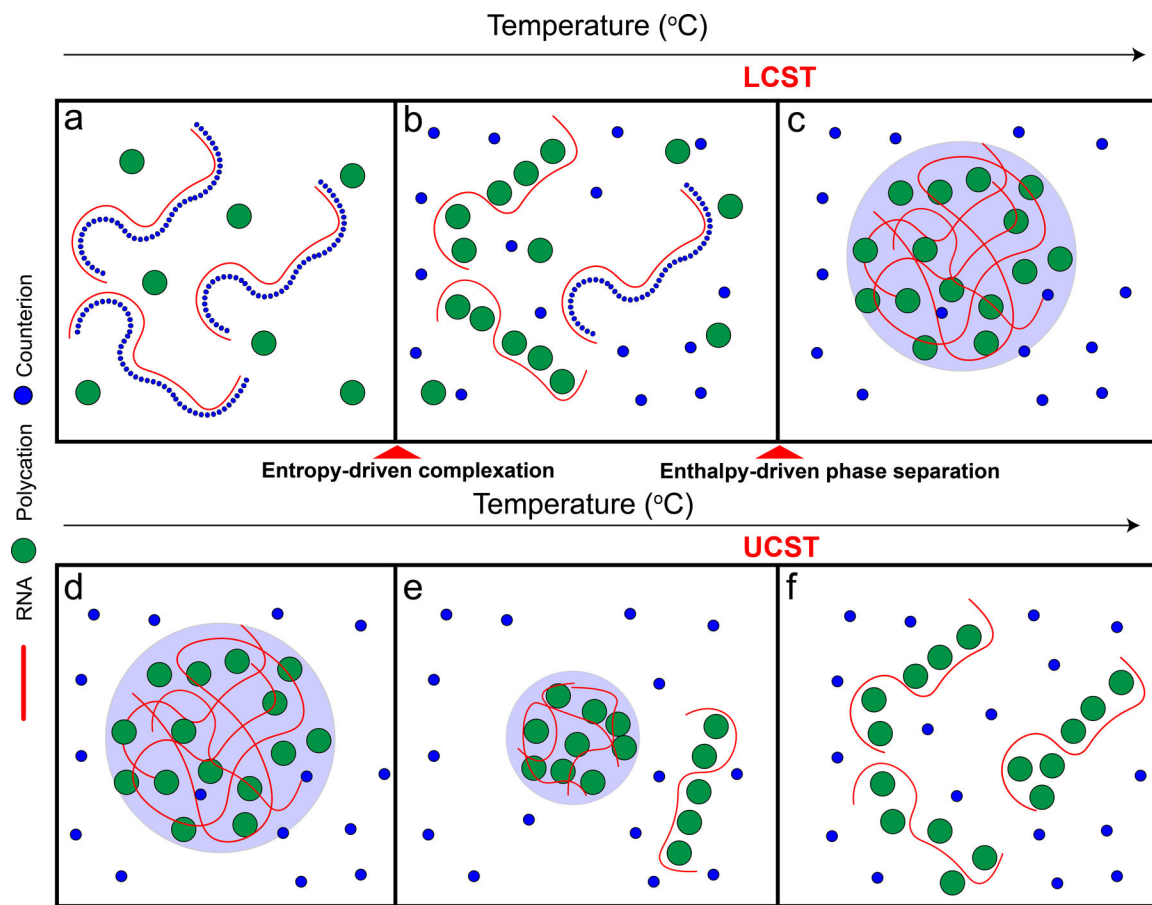 Temperature (°C)
LCST
a
b
c
Entropy-driven complexation
Enthalpy-driven phase separation
Temperature (°C)
UCST
d
e
f
RNA
Polycation
Counterion